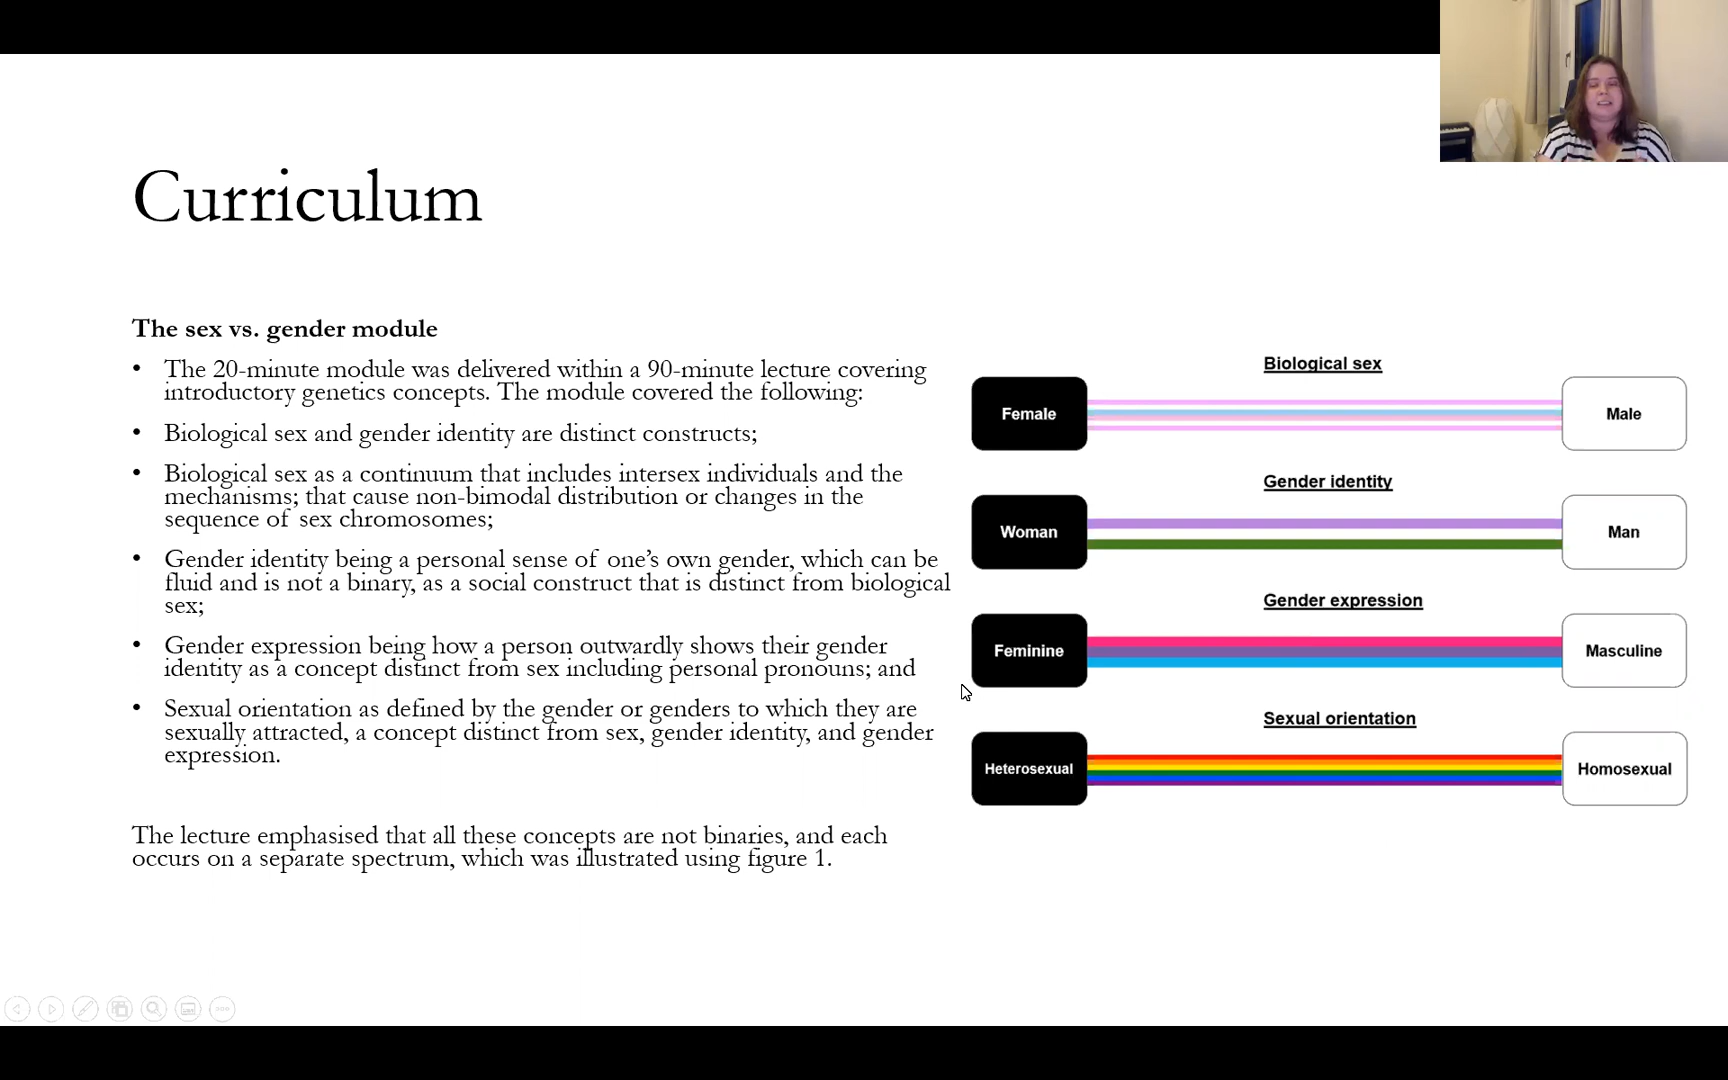 Curriculum
The sex vs. gender module
• The 20-minute module was delivered within a 90-minute lecture covering
introductory genetics concepts. The module covered the following:
• Biological sex and gender identity are distinct constructs;
• Biological sex as a continuum that includes intersex individuals and the
mechanisms; that cause non-bimodal distribution or changes in the
sequence of sex chromosomes;
• Gender identity being a personal sense of one’s own gender, which can be
fluid and is not a binary, as a social construct that is distinct from biological
sex;
• Gender expression being how a person outwardly shows their gender
identity as a concept distinct from sex including personal pronouns; and
• Sexual orientation as defined by the gender or genders to which they are
sexually attracted, a concept distinct from sex, gender identity, and gender
expression.
The lecture emphasised that all these concepts are not binaries, and each
occurs on a separate spectrum, which was illustrated using figure 1.
Biological sex
Female
Male
Gender identity
Woman
Man
Gender expression
Feminine
Masculine
Sexual orientation
Heterosexual
Homosexual